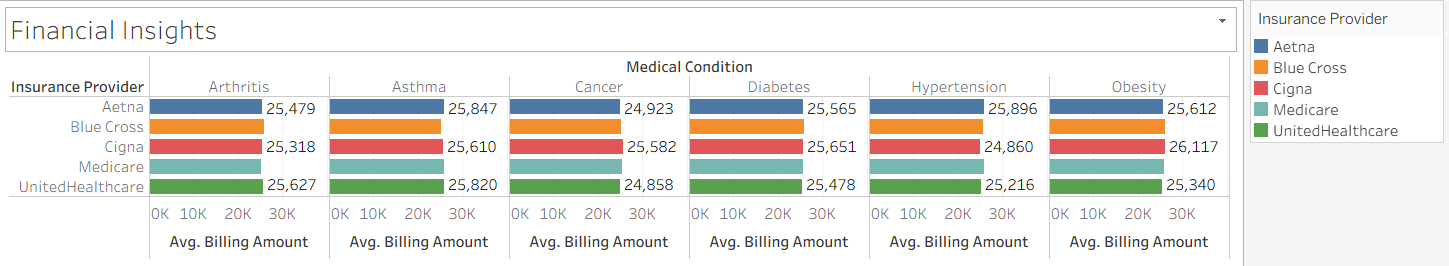 Financial Insights
Insurance Provider
Aetna
Blue Cross
Cigna
Medicare
UnitedHealthcare
Medical Condition
Insurance Provider Arthritis Asthma Cancer Diabetes Hypertension Obesity
Aetna 25,479 25,847 24,923 25,565 25,896 25,612
Blue Cross
Cigna 25,318 25,610 25,582 25,651 24,860 26,117
Medicare
UnitedHealthcare 25,627 25,820 24,858 25,478 25,216 25,340
0K 10K 20K 30K 0K 10K 20K 30K 0K 10K 20K 30K 0K 10K 20K 30K 0K 10K 20K 30K 0K 10K 20K 30K
Avg. Billing Amount Avg. Billing Amount Avg. Billing Amount Avg. Billing Amount Avg. Billing Amount Avg. Billing Amount